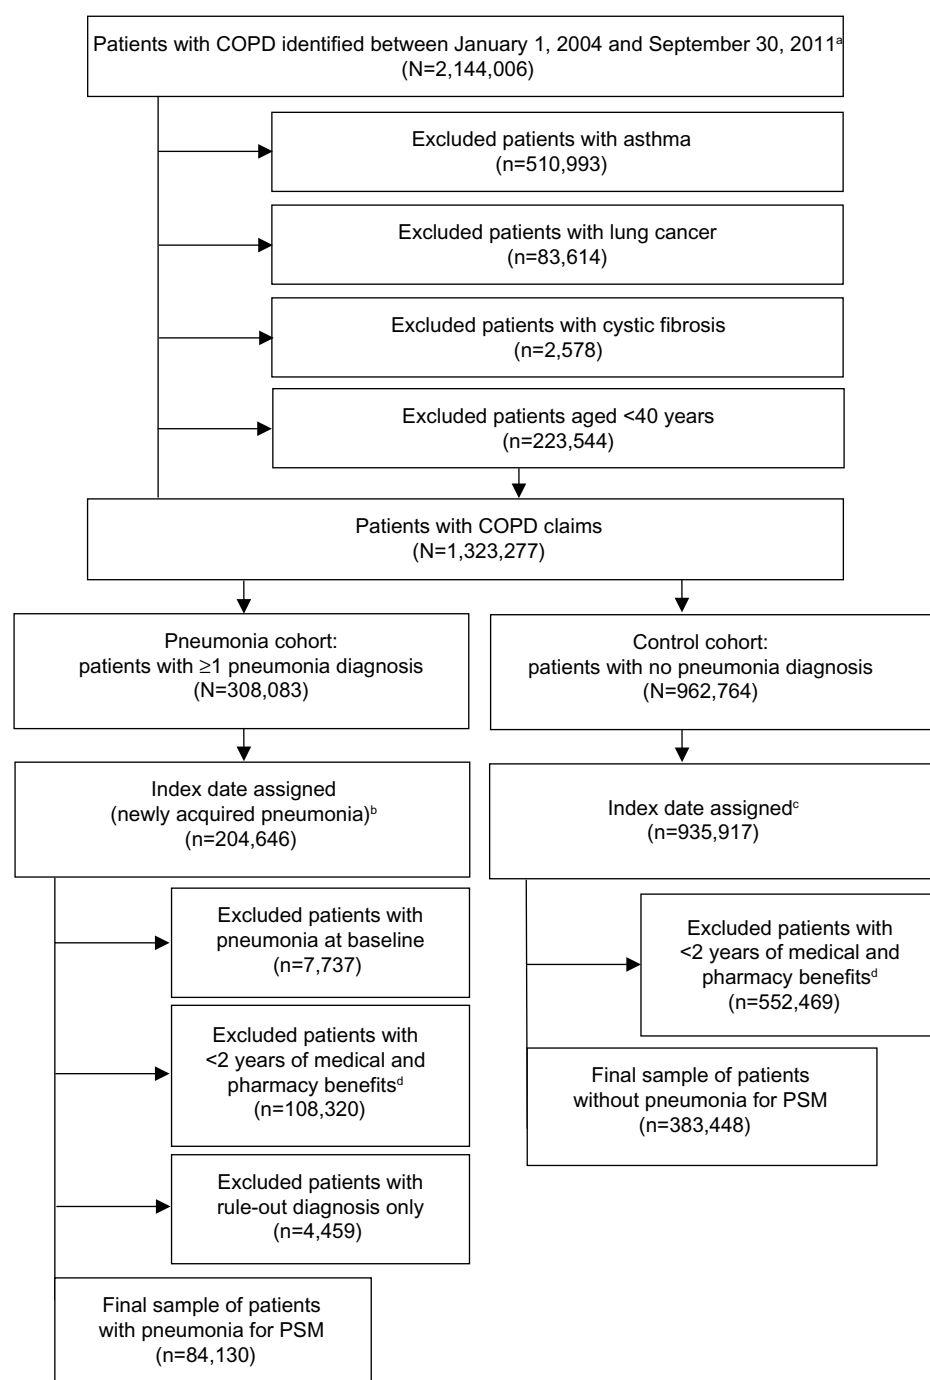 Patients with COPD identified between January 1, 2004 and September 30, 2011ᵃ
(N=2,144,006)
Excluded patients with asthma
(n=510,993)
Excluded patients with lung cancer
(n=83,614)
Excluded patients with cystic fibrosis
(n=2,578)
Excluded patients aged <40 years
(n=223,544)
Patients with COPD claims
(N=1,323,277)
Pneumonia cohort:
patients with ≥1 pneumonia diagnosis
(N=308,083)
Control cohort:
patients with no pneumonia diagnosis
(N=962,764)
Index date assigned
(newly acquired pneumonia)ᵇ
(n=204,646)
Index date assignedᶜ
(n=935,917)
Excluded patients with
pneumonia at baseline
(n=7,737)
Excluded patients with
<2 years of medical and
pharmacy benefitsᵈ
(n=108,320)
Excluded patients with
rule-out diagnosis only
(n=4,459)
Final sample of patients
with pneumonia for PSM
(n=84,130)
Excluded patients with
<2 years of medical and
pharmacy benefitsᵈ
(n=552,469)
Final sample of patients
without pneumonia for PSM
(n=383,448)